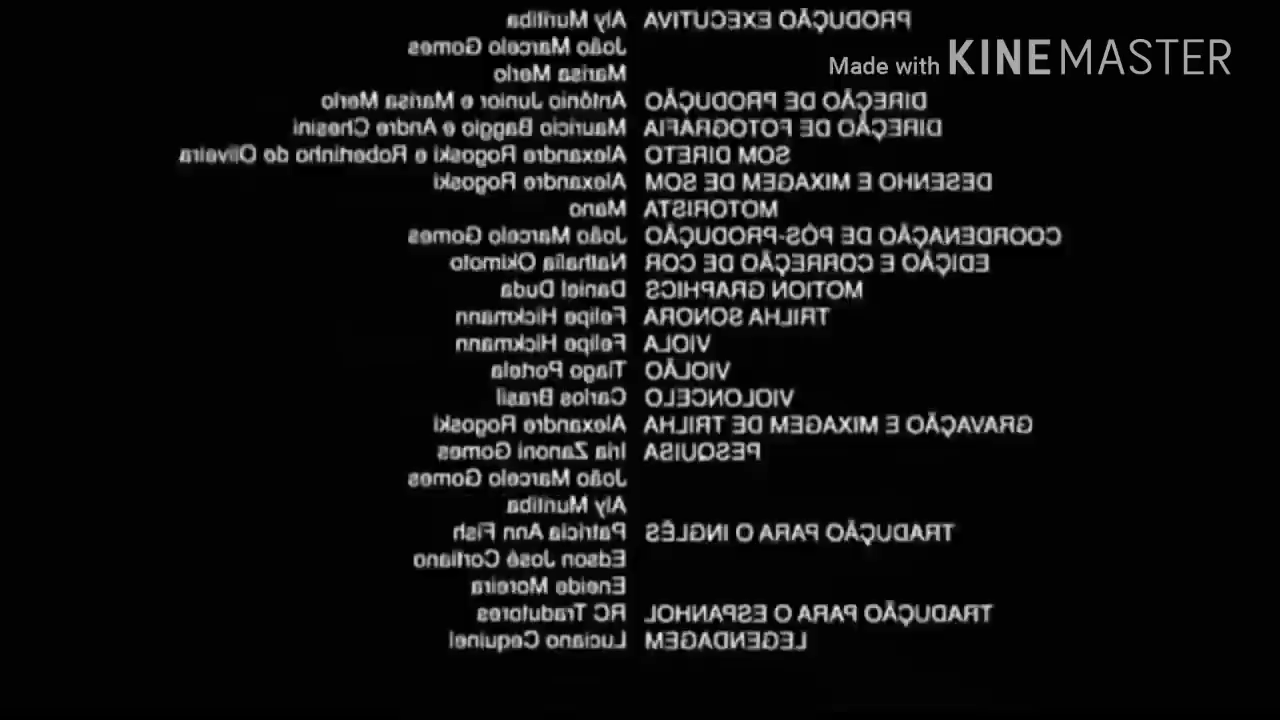 PRODUÇÃO EXECUTIVA Aly Muritiba
João Marcelo Gomes
Made with KINEMASTER
Marisa Merlo
DIREÇÃO DE PRODUÇÃO Antônio Junior e Marisa Merlo
DIREÇÃO DE FOTOGRAFIA Mauricio Baggio e Andre Chesini
SOM DIRETO Alexandre Rogoski e Robertinho de Oliveira
DESENHO E MIXAGEM DE SOM Alexandre Rogoski
MOTORISTA Mano
COORDENAÇÃO DE PÓS-PRODUÇÃO João Marcelo Gomes
EDIÇÃO E CORREÇÃO DE COR Nathalia Okimoto
MOTION GRAPHICS Daniel Duda
TRILHA SONORA Felipe Hickmann
VIOLA Felipe Hickmann
VIOLÃO Tiago Portela
VIOLONCELO Carlos Brasil
GRAVAÇÃO E MIXAGEM DE TRILHA Alexandre Rogoski
PESQUISA Iria Zanoni Gomes
João Marcelo Gomes
Aly Muritiba
TRADUÇÃO PARA O INGLÊS Patricia Ann Fish
Edson José Cortiano
Eneide Moreira
TRADUÇÃO PARA O ESPANHOL RC Tradutores
LEGENDAGEM Luciano Cequinel